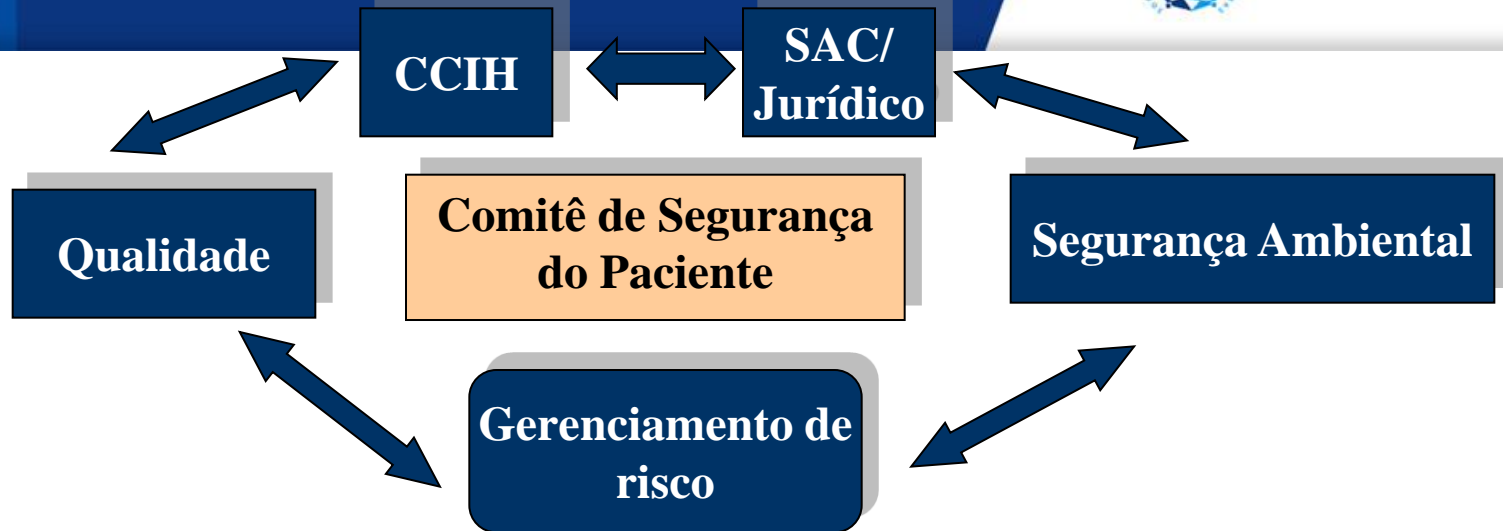 CCIH
SAC/
Jurídico
Qualidade
Comitê de Segurança
do Paciente
Segurança Ambiental
Gerenciamento de
risco